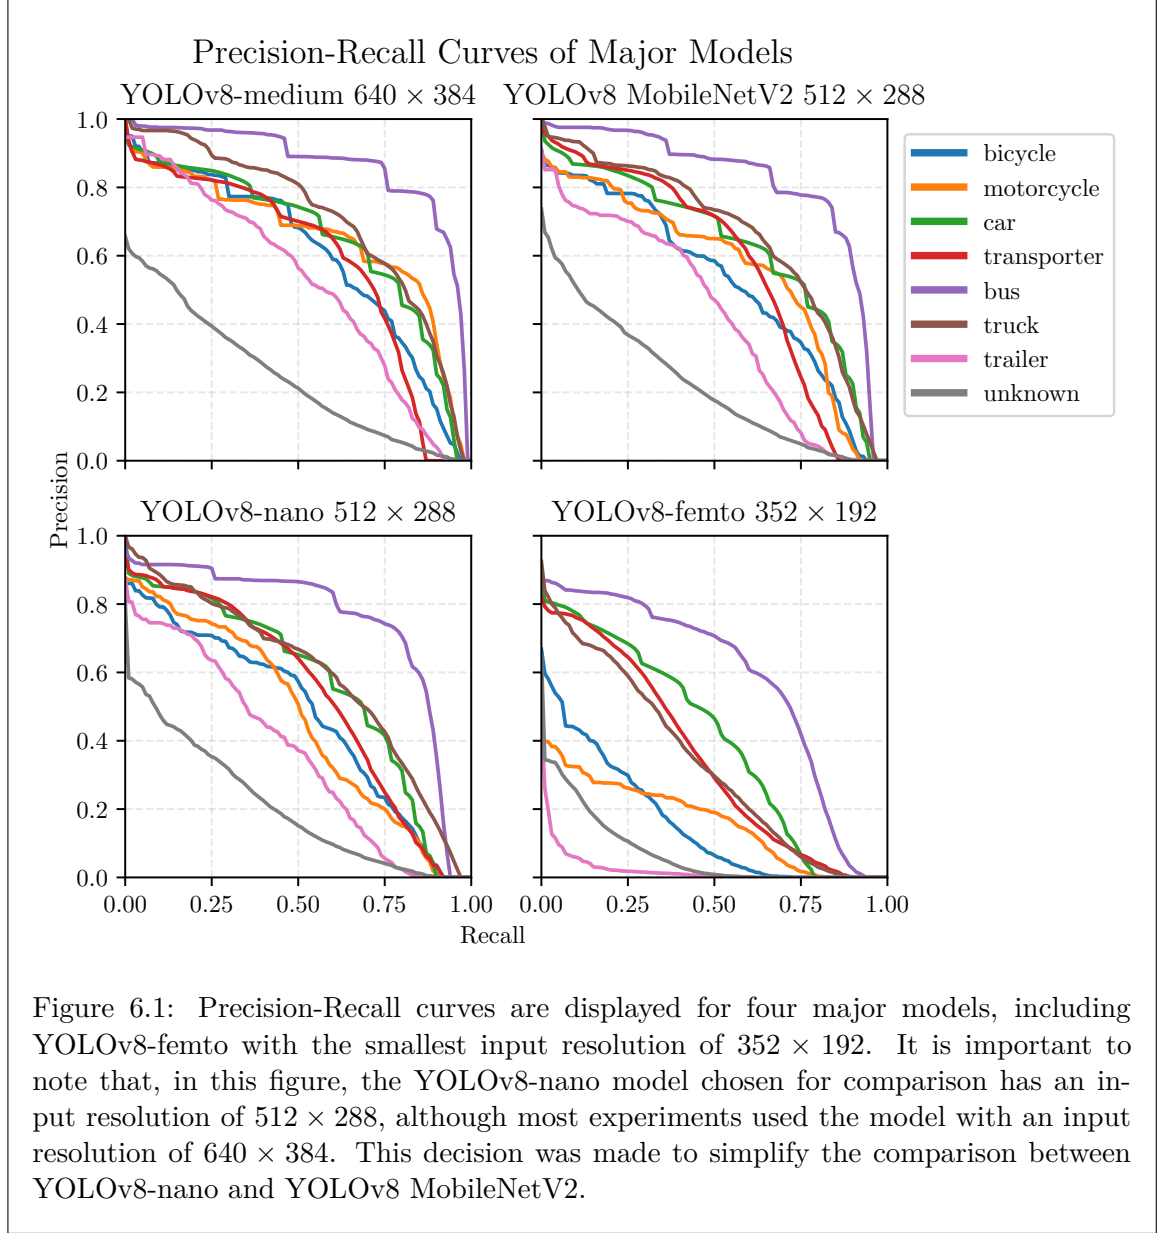 Precision-Recall Curves of Major Models
YOLOv8-medium 640 × 384
YOLOv8 MobileNetV2 512 × 288
1.0
0.8
0.6
0.4
0.2
0.0
bicycle
motorcycle
car
transporter
bus
truck
trailer
unknown
Precision
YOLOv8-nano 512 × 288
YOLOv8-femto 352 × 192
1.0
0.8
0.6
0.4
0.2
0.0
0.00 0.25 0.50 0.75 1.00
0.00 0.25 0.50 0.75 1.00
Recall
Figure 6.1: Precision-Recall curves are displayed for four major models, including
YOLOv8-femto with the smallest input resolution of 352 × 192. It is important to
note that, in this figure, the YOLOv8-nano model chosen for comparison has an in-
put resolution of 512 × 288, although most experiments used the model with an input
resolution of 640 × 384. This decision was made to simplify the comparison between
YOLOv8-nano and YOLOv8 MobileNetV2.